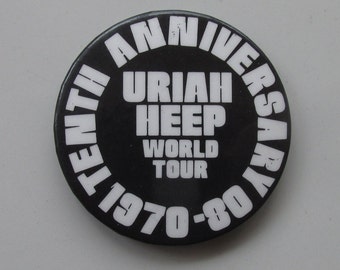 TENTH ANNIVERSARY
URIAH
HEEP
WORLD
TOUR
1970-80